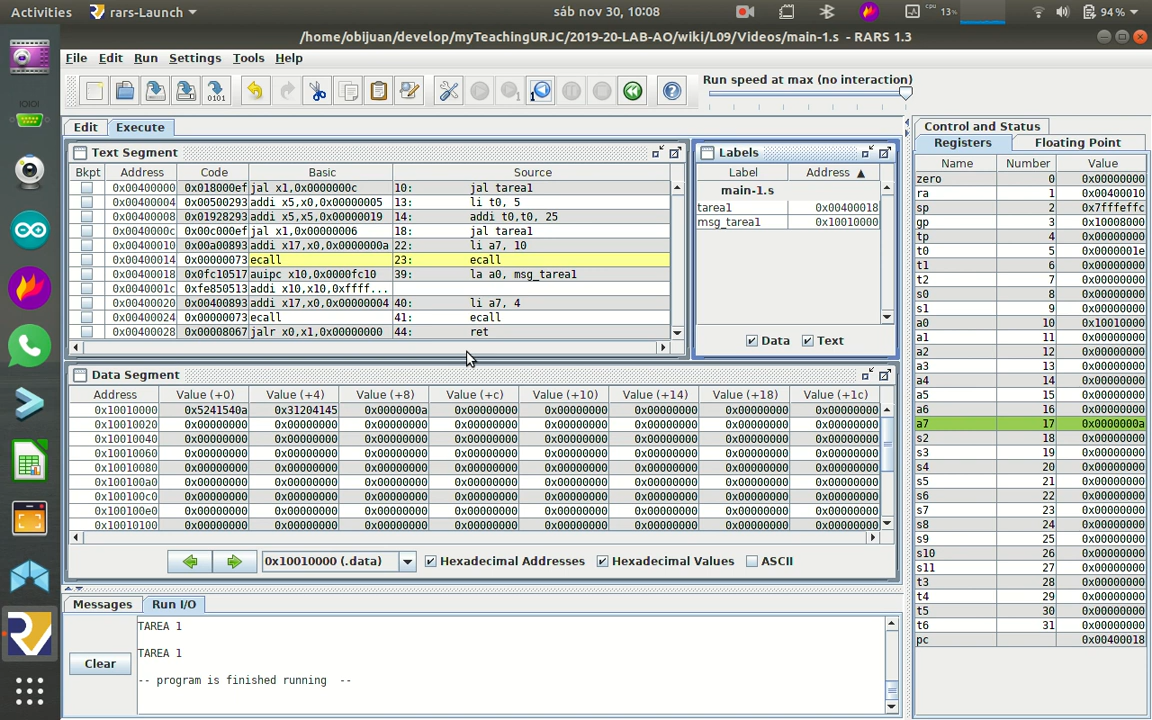 Activities rars-Launch sáb nov 30, 10:08 cpu 13% 94%
/home/obijuan/develop/myTeachingURJC/2019-20-LAB-AO/wiki/L09/Videos/main-1.s - RARS 1.3
File Edit Run Settings Tools Help
Run speed at max (no interaction)
Edit Execute
Text Segment
Bkpt Address Code Basic Source
0x00400000 0x018000ef jal x1,0x0000000c 10: jal tarea1
0x00400004 0x00500293 addi x5,x0,0x00000005 13: li t0, 5
0x00400008 0x01928293 addi x5,x5,0x00000019 14: addi t0,t0, 25
0x0040000c 0x00c000ef jal x1,0x00000006 18: jal tarea1
0x00400010 0x00a00893 addi x17,x0,0x0000000a 22: li a7, 10
0x00400014 0x00000073 ecall 23: ecall
0x00400018 0x0fc10517 auipc x10,0x0000fc10 39: la a0, msg_tarea1
0x0040001c 0xfe850513 addi x10,x10,0xffff...
0x00400020 0x00400893 addi x17,x0,0x00000004 40: li a7, 4
0x00400024 0x00000073 ecall 41: ecall
0x00400028 0x00008067 jalr x0,x1,0x00000000 44: ret
Labels
Label Address ▲
main-1.s
tarea1 0x00400018
msg_tarea1 0x10010000
Data Text
Data Segment
Address Value (+0) Value (+4) Value (+8) Value (+c) Value (+10) Value (+14) Value (+18) Value (+1c)
0x10010000 0x5241540a 0x31204145 0x0000000a 0x00000000 0x00000000 0x00000000 0x00000000 0x00000000
0x10010020 0x00000000 0x00000000 0x00000000 0x00000000 0x00000000 0x00000000 0x00000000 0x00000000
0x10010040 0x00000000 0x00000000 0x00000000 0x00000000 0x00000000 0x00000000 0x00000000 0x00000000
0x10010060 0x00000000 0x00000000 0x00000000 0x00000000 0x00000000 0x00000000 0x00000000 0x00000000
0x10010080 0x00000000 0x00000000 0x00000000 0x00000000 0x00000000 0x00000000 0x00000000 0x00000000
0x100100a0 0x00000000 0x00000000 0x00000000 0x00000000 0x00000000 0x00000000 0x00000000 0x00000000
0x100100c0 0x00000000 0x00000000 0x00000000 0x00000000 0x00000000 0x00000000 0x00000000 0x00000000
0x100100e0 0x00000000 0x00000000 0x00000000 0x00000000 0x00000000 0x00000000 0x00000000 0x00000000
0x10010100 0x00000000 0x00000000 0x00000000 0x00000000 0x00000000 0x00000000 0x00000000 0x00000000
0x10010000 (.data) Hexadecimal Addresses Hexadecimal Values ASCII
Messages Run I/O
Clear
TAREA 1
TAREA 1
-- program is finished running --
Control and Status
Registers Floating Point
Name Number Value
zero 0 0x00000000
ra 1 0x00400010
sp 2 0x7fffeffc
gp 3 0x10008000
tp 4 0x00000000
t0 5 0x0000001e
t1 6 0x00000000
t2 7 0x00000000
s0 8 0x00000000
s1 9 0x00000000
a0 10 0x10010000
a1 11 0x00000000
a2 12 0x00000000
a3 13 0x00000000
a4 14 0x00000000
a5 15 0x00000000
a6 16 0x00000000
a7 17 0x0000000a
s2 18 0x00000000
s3 19 0x00000000
s4 20 0x00000000
s5 21 0x00000000
s6 22 0x00000000
s7 23 0x00000000
s8 24 0x00000000
s9 25 0x00000000
s10 26 0x00000000
s11 27 0x00000000
t3 28 0x00000000
t4 29 0x00000000
t5 30 0x00000000
t6 31 0x00000000
pc 0x00400018